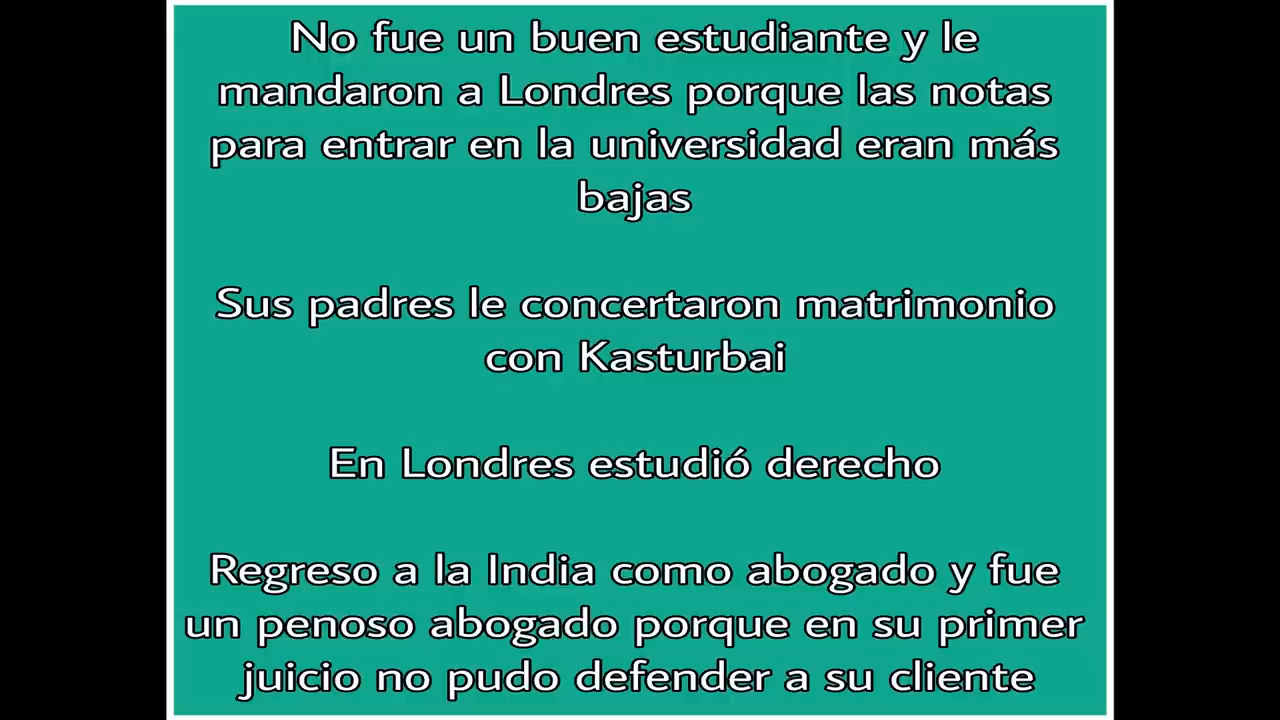 No fue un buen estudiante y le
mandaron a Londres porque las notas
para entrar en la universidad eran más
bajas
Sus padres le concertaron matrimonio
con Kasturbai
En Londres estudió derecho
Regreso a la India como abogado y fue
un penoso abogado porque en su primer
juicio no pudo defender a su cliente